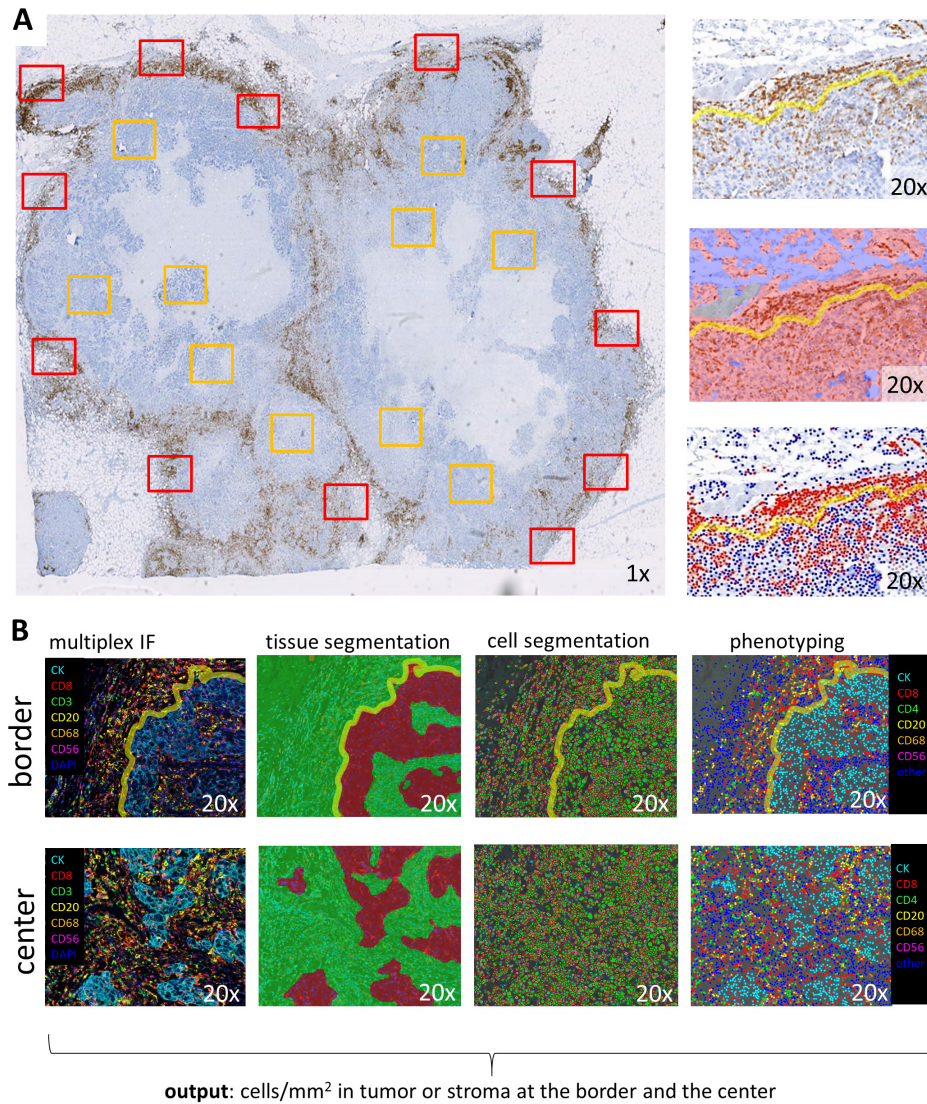 A
1x
20x
20x
20x
B
multiplex IF
tissue segmentation
cell segmentation
phenotyping
border
CK
CD8
CD3
CD20
CD68
CD56
DAPI
20x
20x
20x
20x
CK
CD8
CD4
CD20
CD68
CD56
other
center
CK
CD8
CD3
CD20
CD68
CD56
DAPI
20x
20x
20x
20x
CK
CD8
CD4
CD20
CD68
CD56
other
output: cells/mm² in tumor or stroma at the border and the center